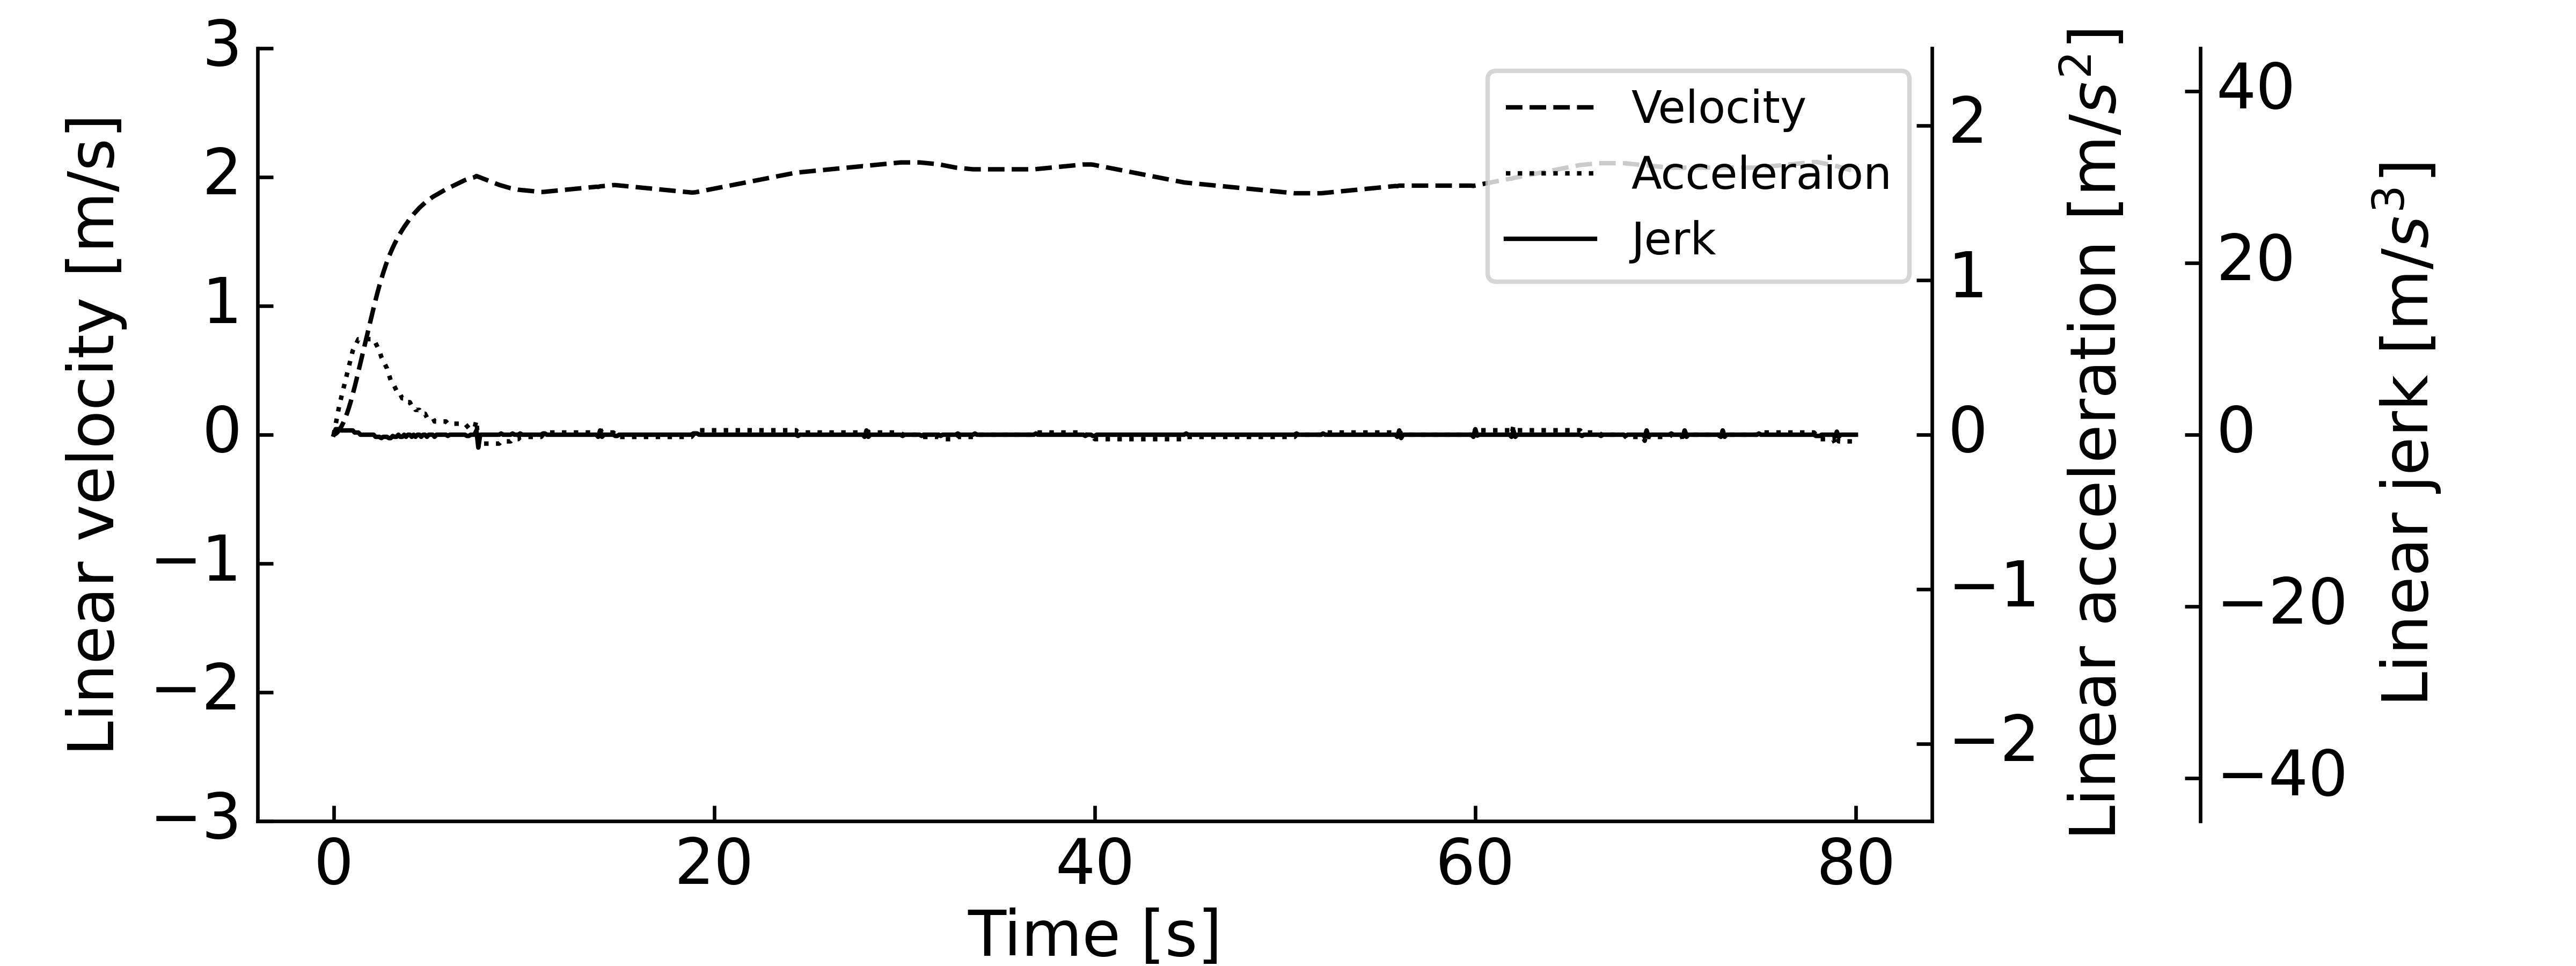 Linear velocity [m/s]
3
2
1
0
−1
−2
−3
0 20 40 60 80
Time [s]
Velocity
Acceleraion
Jerk
2
1
0
−1
−2
Linear acceleration [m/s²]
40
20
0
−20
−40
Linear jerk [m/s³]